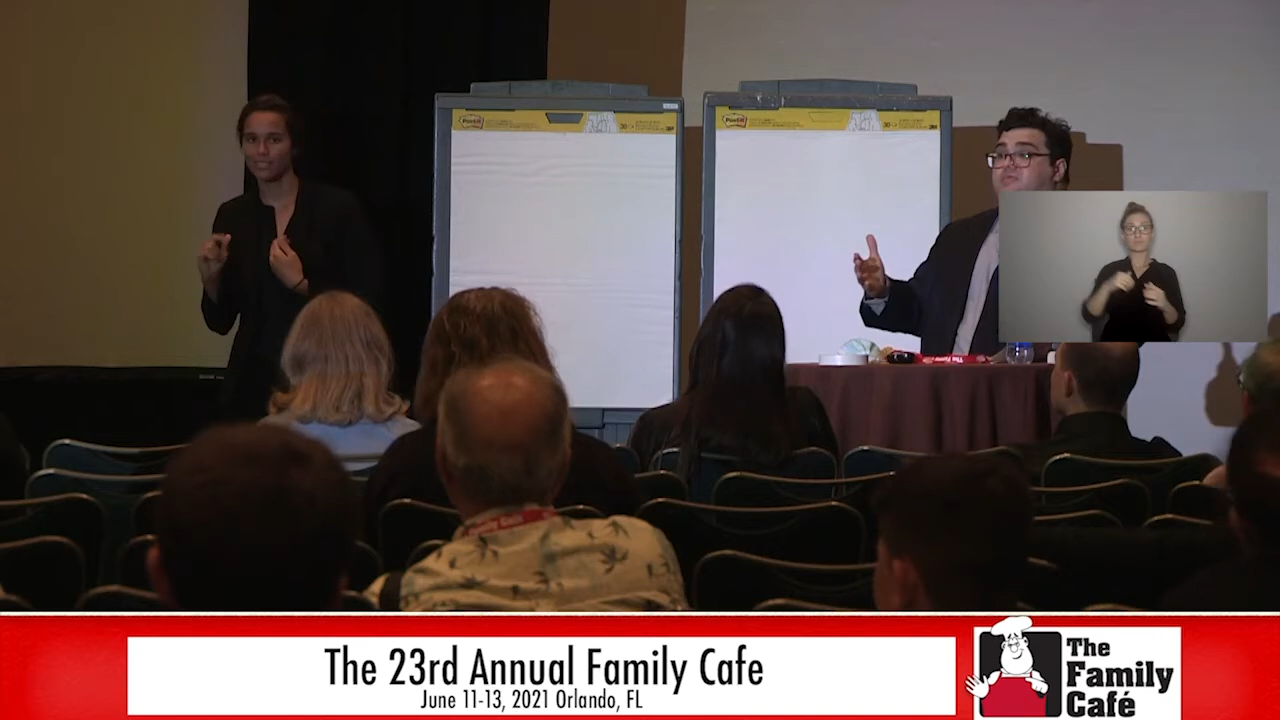 Post-it
Post-it
The 23rd Annual Family Cafe
June 11-13, 2021 Orlando, FL
The
Family
Café